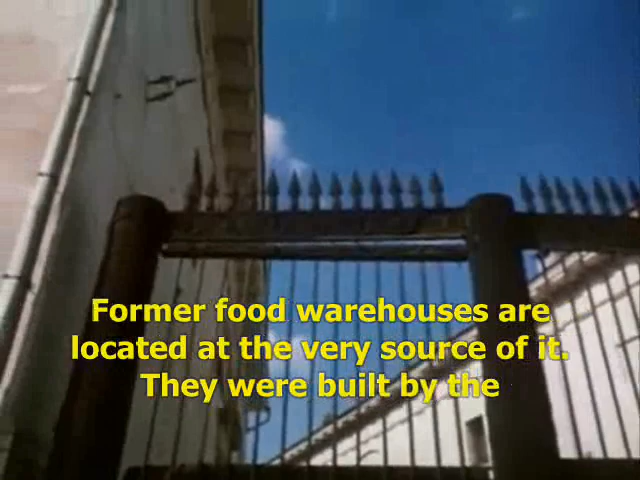 Former food warehouses are
located at the very source of it.
They were built by the